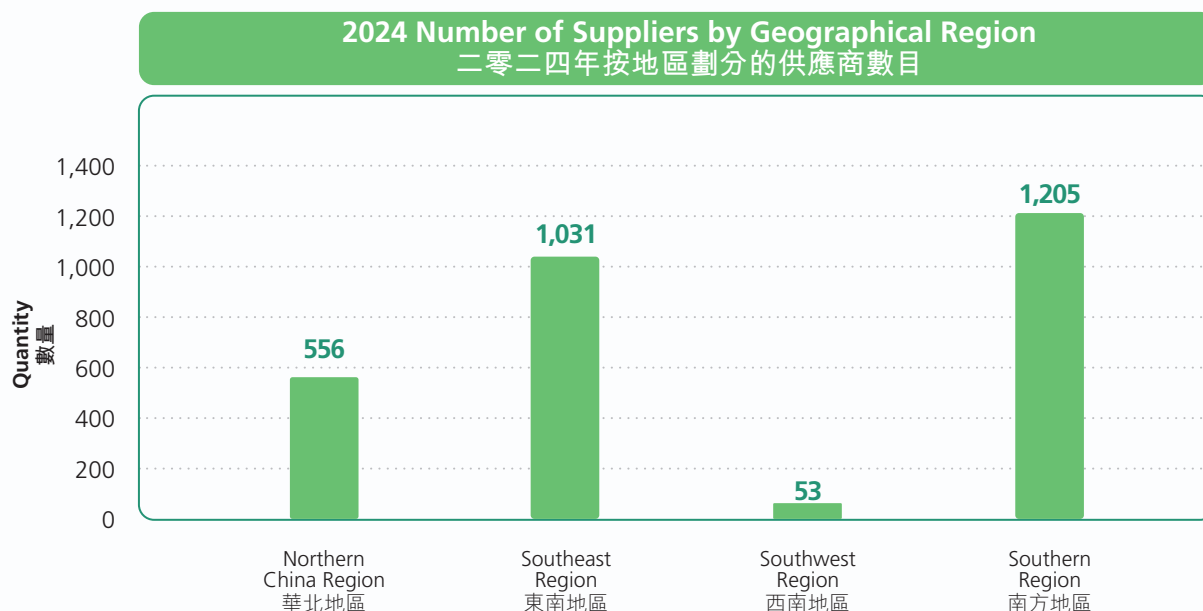 2024 Number of Suppliers by Geographical Region
二零二四年按地區劃分的供應商數目
Quantity
數量
1,400
1,200
1,000
800
600
400
200
0
556
1,031
53
1,205
Northern
China Region
華北地區
Southeast
Region
東南地區
Southwest
Region
西南地區
Southern
Region
南方地區